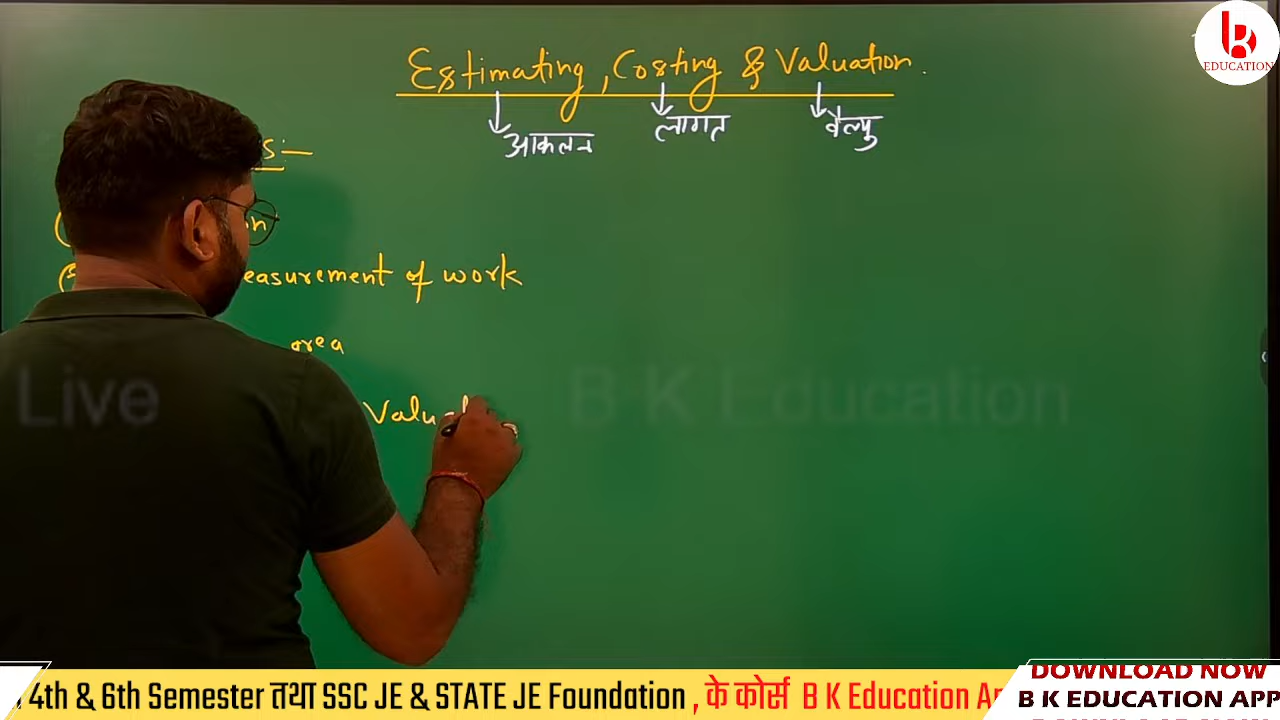 EDUCATION
Estimating, Costing & Valuation.
आकलन लागत वैल्यु
s:-
n
easurement of work
area
Valu
Live B K Education
4th & 6th Semester तथा SSC JE & STATE JE Foundation , के कोर्स B K Education A
DOWNLOAD NOW
B K EDUCATION APP